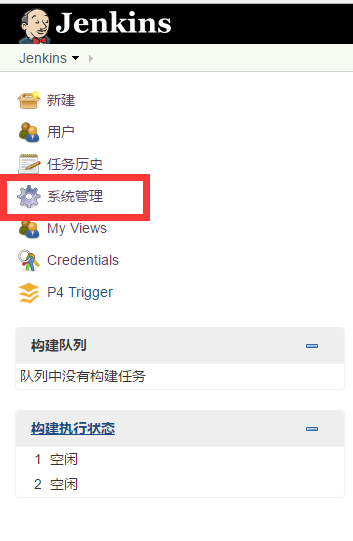 Jenkins
Jenkins
新建
用户
任务历史
系统管理
My Views
Credentials
P4 Trigger
构建队列
队列中没有构建任务
构建执行状态
1 空闲
2 空闲